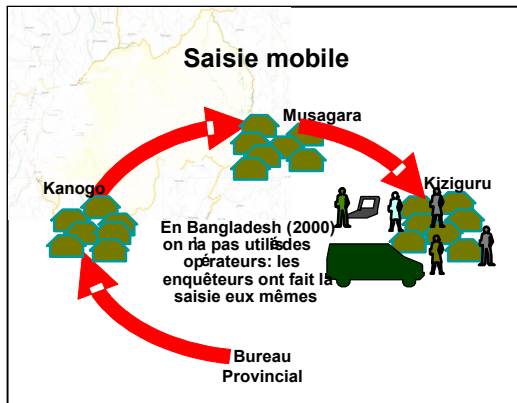 Saisie mobile
Musagara
Kanogo
Kiziguru
En Bangladesh (2000)
on n'a pas utilisé des
opérateurs: les
enquêteurs ont fait la
saisie eux mêmes
Bureau
Provincial